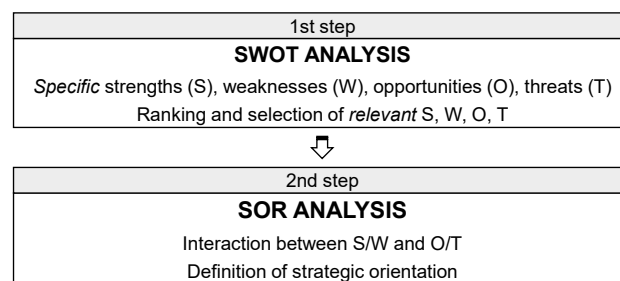 1st step
SWOT ANALYSIS
Specific strengths (S), weaknesses (W), opportunities (O), threats (T)
Ranking and selection of relevant S, W, O, T
2nd step
SOR ANALYSIS
Interaction between S/W and O/T
Definition of strategic orientation